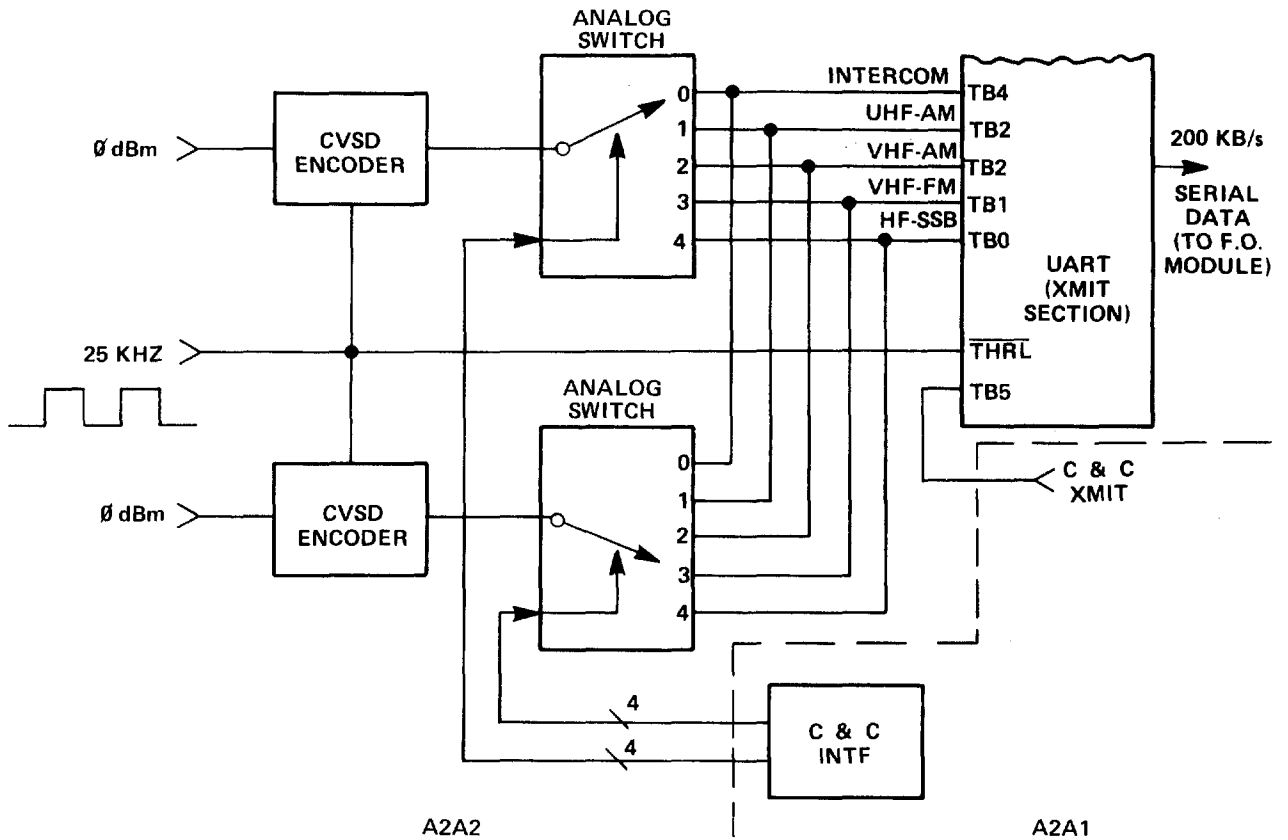 ANALOG
SWITCH
0
1
2
3
4
INTERCOM
UHF-AM
VHF-AM
VHF-FM
HF-SSB
TB4
TB2
TB2
TB1
TB0
UART
(XMIT
SECTION)
THRL
TB5
200 KB/s
SERIAL
DATA
(TO F.O.
MODULE)
Ø dBm
CVSD
ENCODER
25 KHZ
ANALOG
SWITCH
0
1
2
3
4
Ø dBm
CVSD
ENCODER
C & C
XMIT
4
4
C & C
INTF
A2A2
A2A1